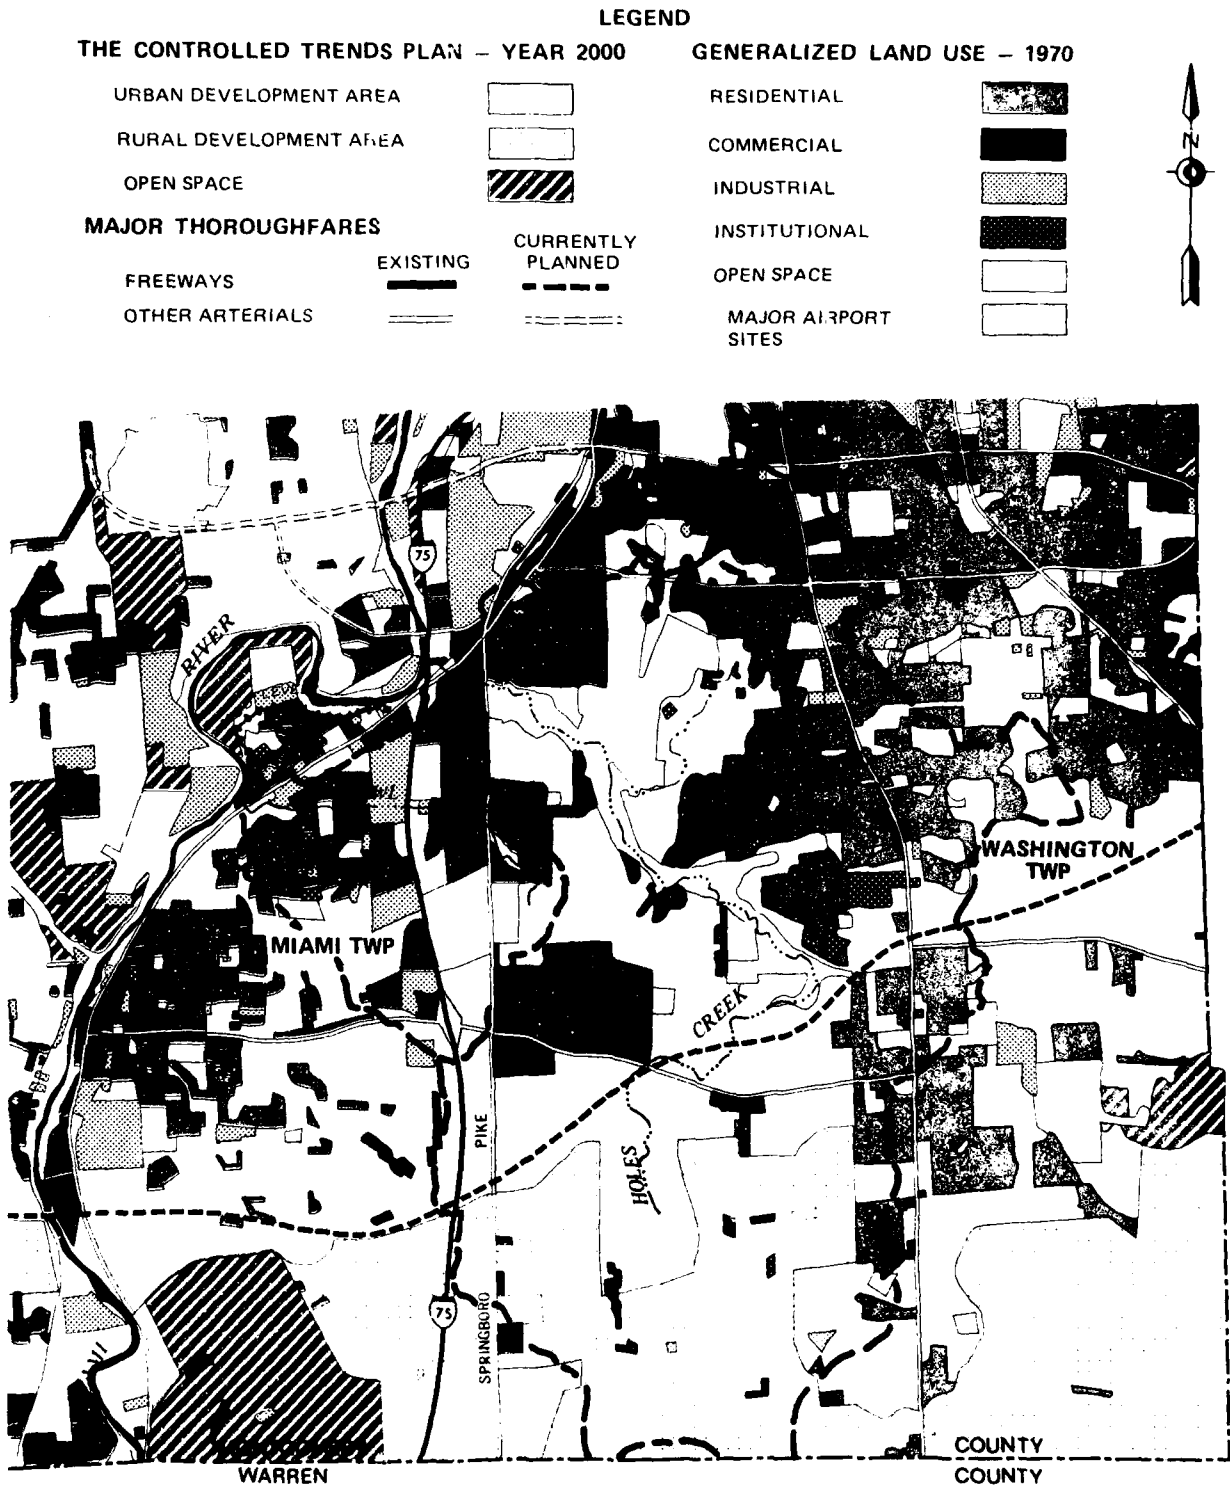 LEGEND
THE CONTROLLED TRENDS PLAN – YEAR 2000
URBAN DEVELOPMENT AREA
RURAL DEVELOPMENT AREA
OPEN SPACE
MAJOR THOROUGHFARES
EXISTING
CURRENTLY
PLANNED
FREEWAYS
OTHER ARTERIALS
GENERALIZED LAND USE – 1970
RESIDENTIAL
COMMERCIAL
INDUSTRIAL
INSTITUTIONAL
OPEN SPACE
MAJOR AIRPORT
SITES
N
75
RIVER
WASHINGTON
TWP
MIAMI TWP
CREEK
PIKE
HOLES
75
SPRINGBORO
COUNTY
WARREN
COUNTY